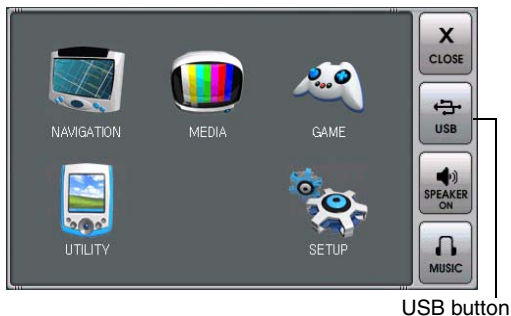 X
CLOSE
NAVIGATION MEDIA GAME
USB
SPEAKER
ON
UTILITY SETUP
MUSIC
USB button